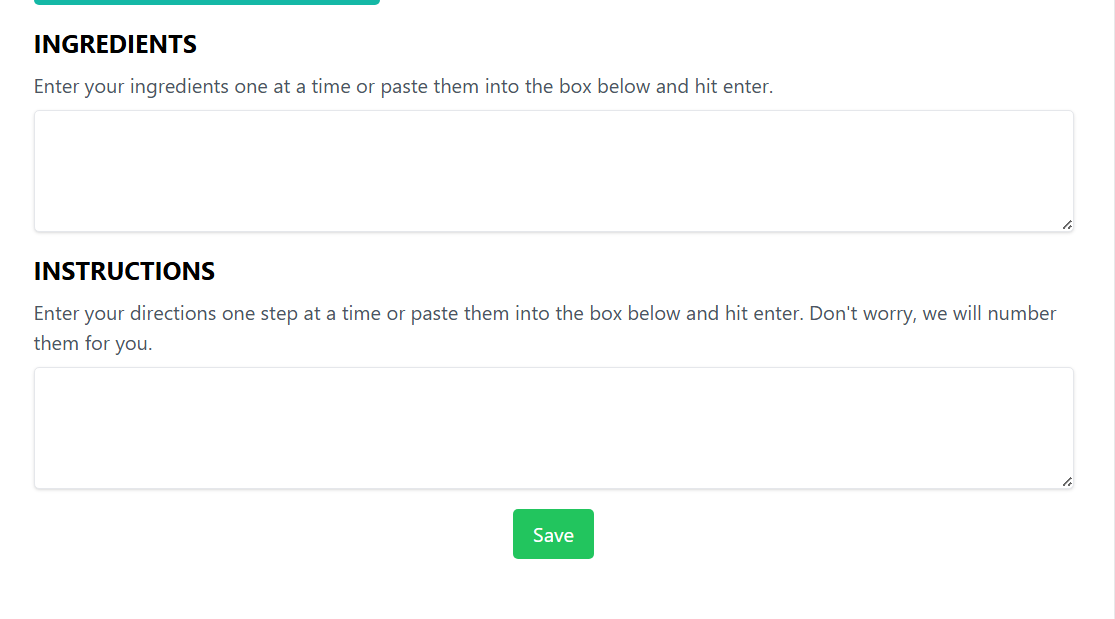 INGREDIENTS
Enter your ingredients one at a time or paste them into the box below and hit enter.
INSTRUCTIONS
Enter your directions one step at a time or paste them into the box below and hit enter. Don't worry, we will number
them for you.
Save